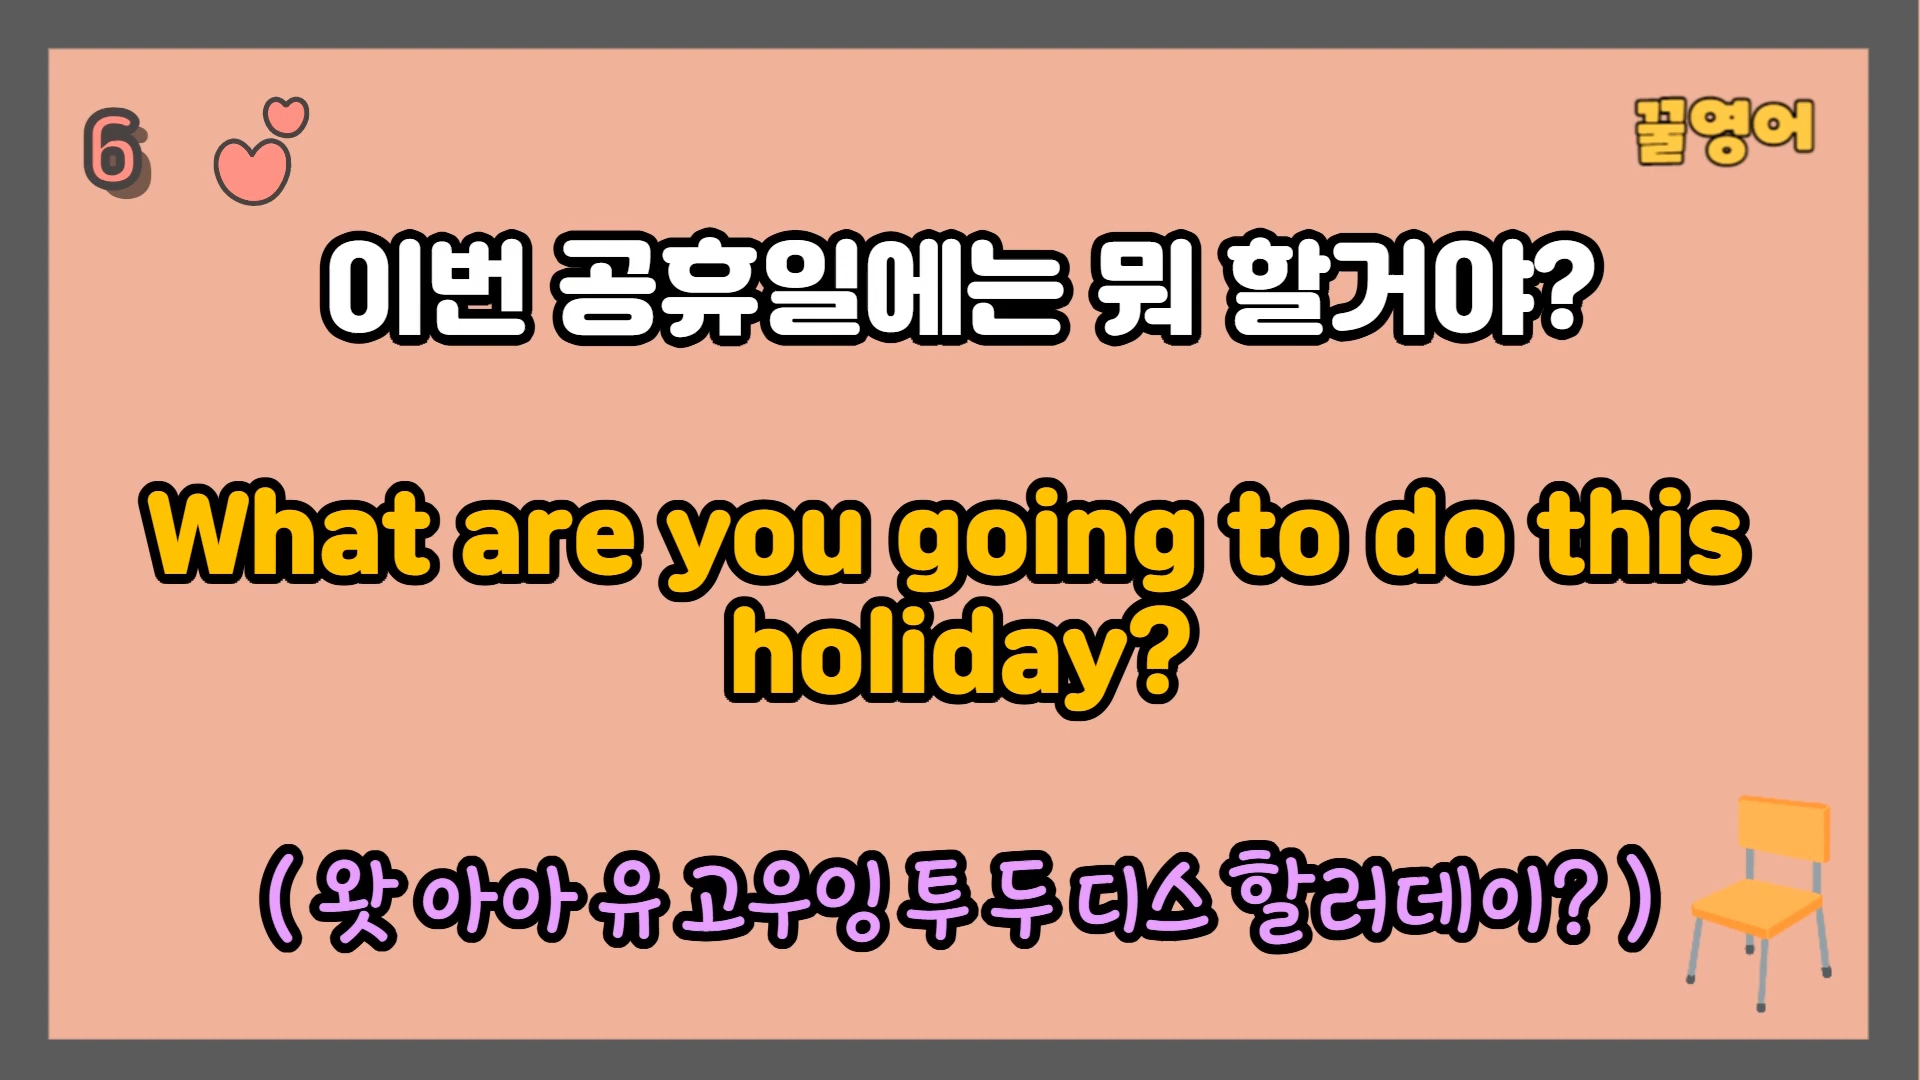 6
꿀영어
이번 공휴일에는 뭐 할거야?
What are you going to do this
holiday?
( 왓 아아 유 고우잉 투 두 디스 할러데이? )